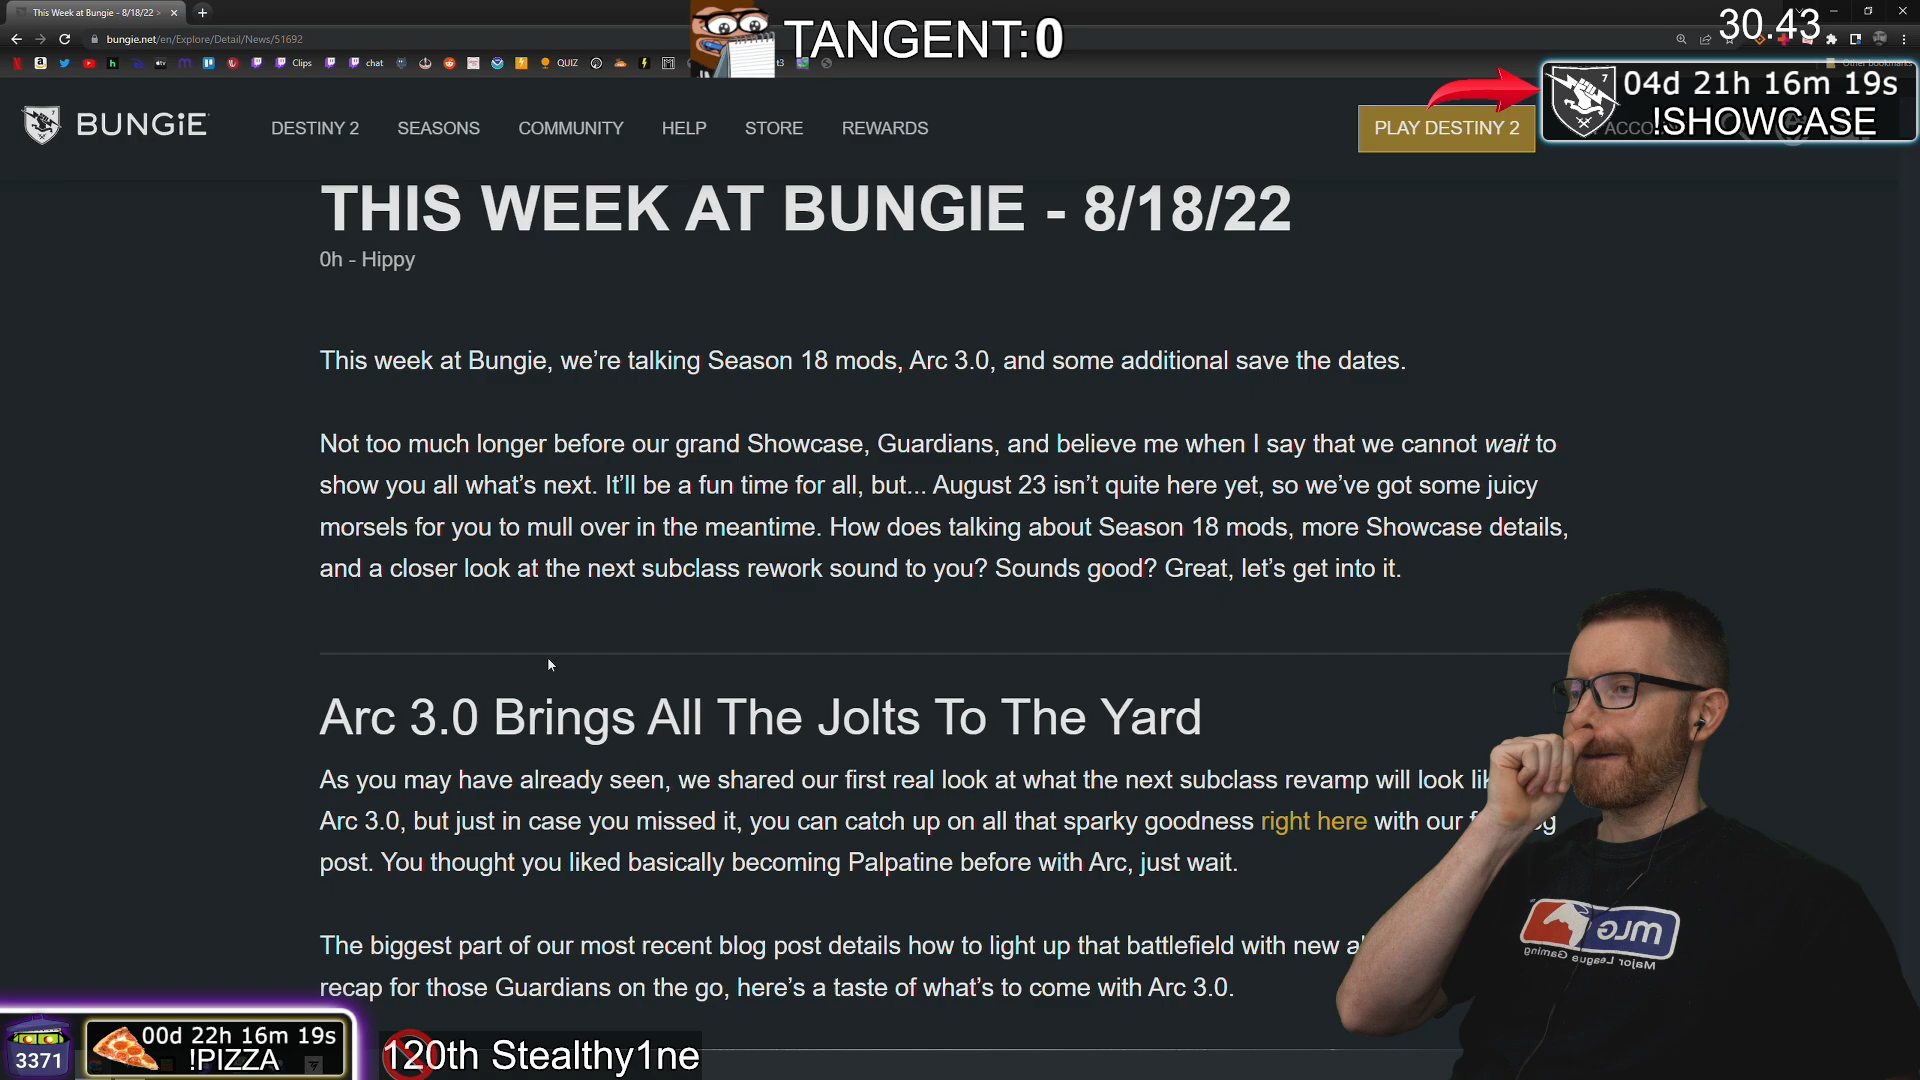 This Week at Bungie - 8/18/22
bungie.net/en/Explore/Detail/News/51692
Clips
chat
QUIZ
TANGENT: 0
30.43
Other bookmarks
BUNGiE
DESTINY 2
SEASONS
COMMUNITY
HELP
STORE
REWARDS
PLAY DESTINY 2
7
04d 21h 16m 19s
!SHOWCASE
THIS WEEK AT BUNGIE - 8/18/22
0h - Hippy
This week at Bungie, we’re talking Season 18 mods, Arc 3.0, and some additional save the dates.
Not too much longer before our grand Showcase, Guardians, and believe me when I say that we cannot wait to
show you all what’s next. It’ll be a fun time for all, but... August 23 isn’t quite here yet, so we’ve got some juicy
morsels for you to mull over in the meantime. How does talking about Season 18 mods, more Showcase details,
and a closer look at the next subclass rework sound to you? Sounds good? Great, let’s get into it.
Arc 3.0 Brings All The Jolts To The Yard
As you may have already seen, we shared our first real look at what the next subclass revamp will look
Arc 3.0, but just in case you missed it, you can catch up on all that sparky goodness right here with our
post. You thought you liked basically becoming Palpatine before with Arc, just wait.
The biggest part of our most recent blog post details how to light up that battlefield with new
recap for those Guardians on the go, here’s a taste of what’s to come with Arc 3.0.
mLG
Major League Gaming
3371
00d 22h 16m 19s
!PIZZA
120th Stealthy1ne